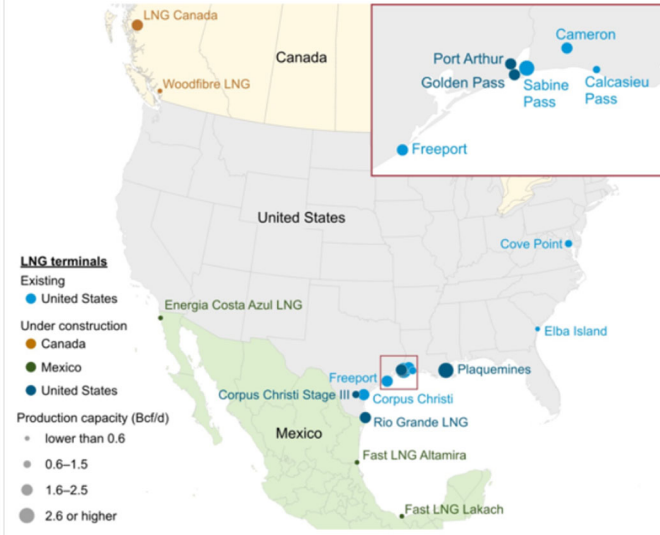 LNG Canada
Canada
Woodfibre LNG
Cameron
Port Arthur
Golden Pass
Sabine
Pass
Calcasieu
Pass
Freeport
United States
Cove Point
LNG terminals
Existing
United States
Under construction
Canada
Mexico
United States
Production capacity (Bcf/d)
lower than 0.6
0.6–1.5
1.6–2.5
2.6 or higher
Energia Costa Azul LNG
Elba Island
Freeport
Plaquemines
Corpus Christi Stage III
Corpus Christi
Rio Grande LNG
Mexico
Fast LNG Altamira
Fast LNG Lakach